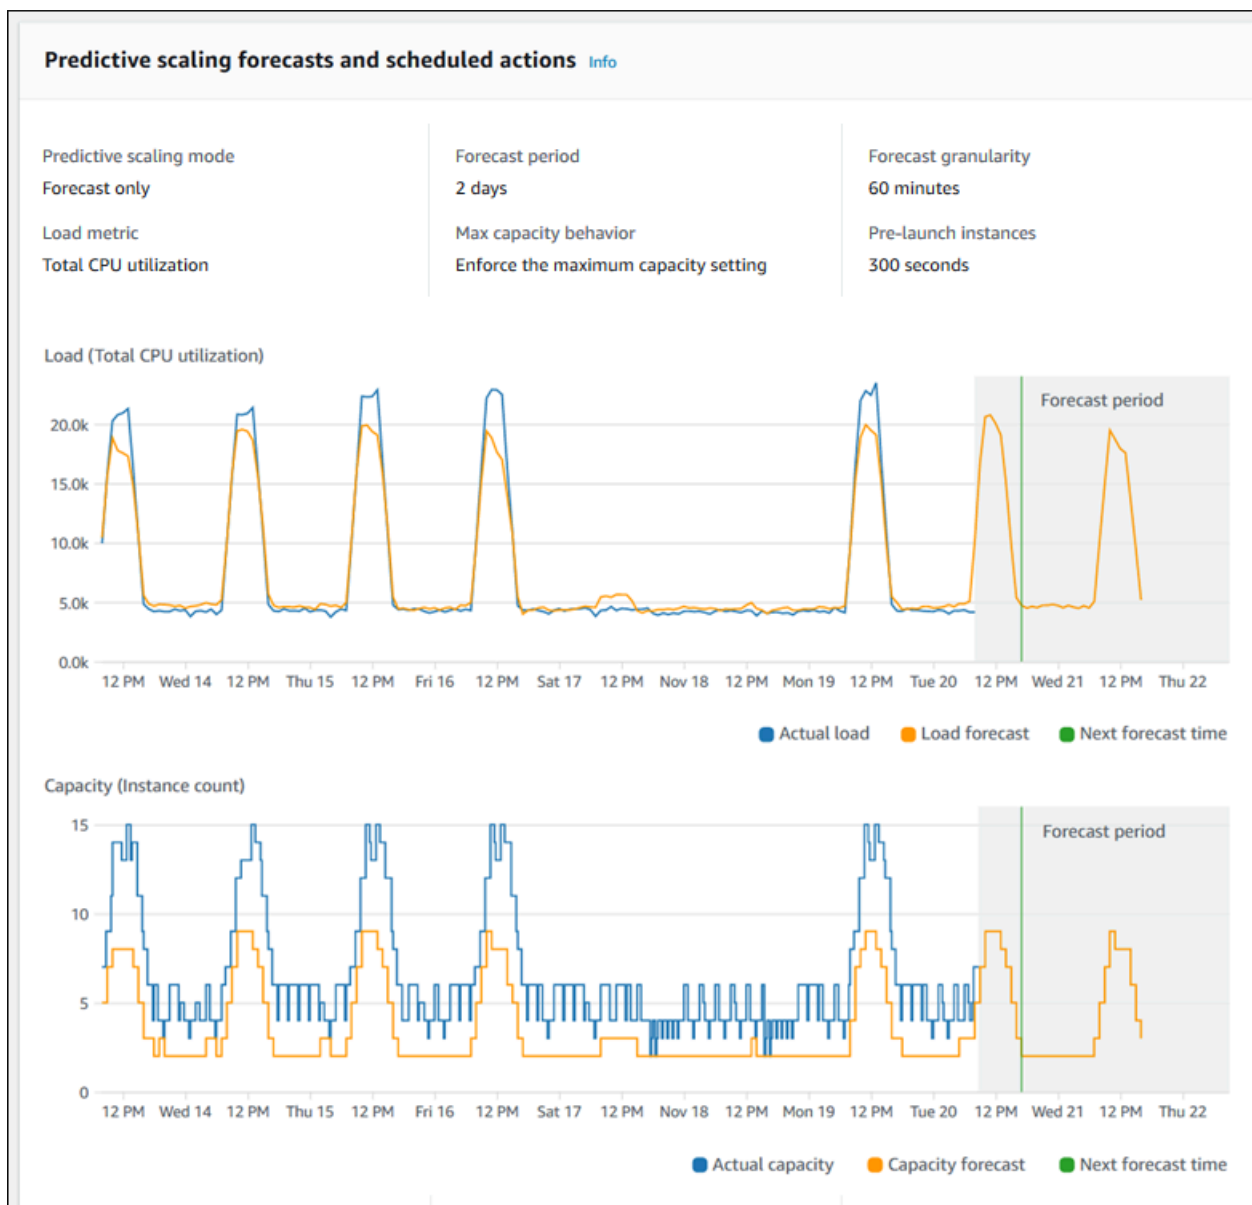 Predictive scaling forecasts and scheduled actions Info
Predictive scaling mode
Forecast only
Forecast period
2 days
Forecast granularity
60 minutes
Load metric
Total CPU utilization
Max capacity behavior
Enforce the maximum capacity setting
Pre-launch instances
300 seconds
Load (Total CPU utilization)
Forecast period
20.0k
15.0k
10.0k
5.0k
0.0k
12 PM Wed 14 12 PM Thu 15 12 PM Fri 16 12 PM Sat 17 12 PM Nov 18 12 PM Mon 19 12 PM Tue 20 12 PM Wed 21 12 PM Thu 22
Actual load Load forecast Next forecast time
Capacity (Instance count)
Forecast period
15
10
5
0
12 PM Wed 14 12 PM Thu 15 12 PM Fri 16 12 PM Sat 17 12 PM Nov 18 12 PM Mon 19 12 PM Tue 20 12 PM Wed 21 12 PM Thu 22
Actual capacity Capacity forecast Next forecast time